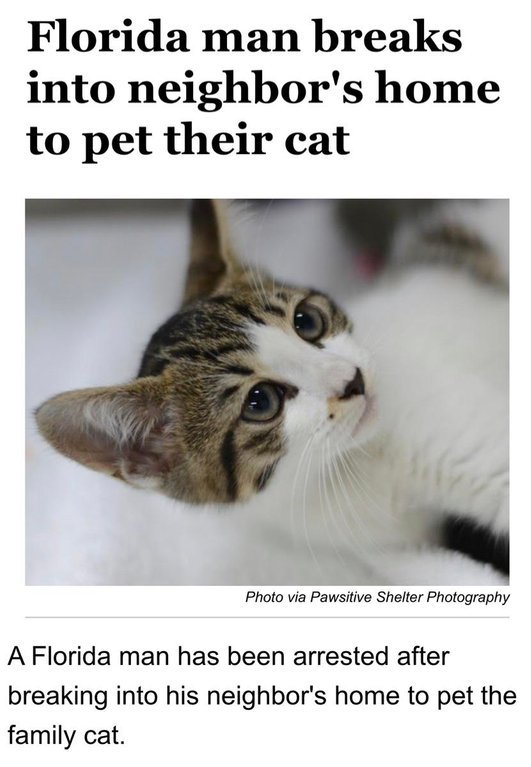 Florida man breaks
into neighbor's home
to pet their cat
Photo via Pawsitive Shelter Photography
A Florida man has been arrested after
breaking into his neighbor's home to pet the
family cat.